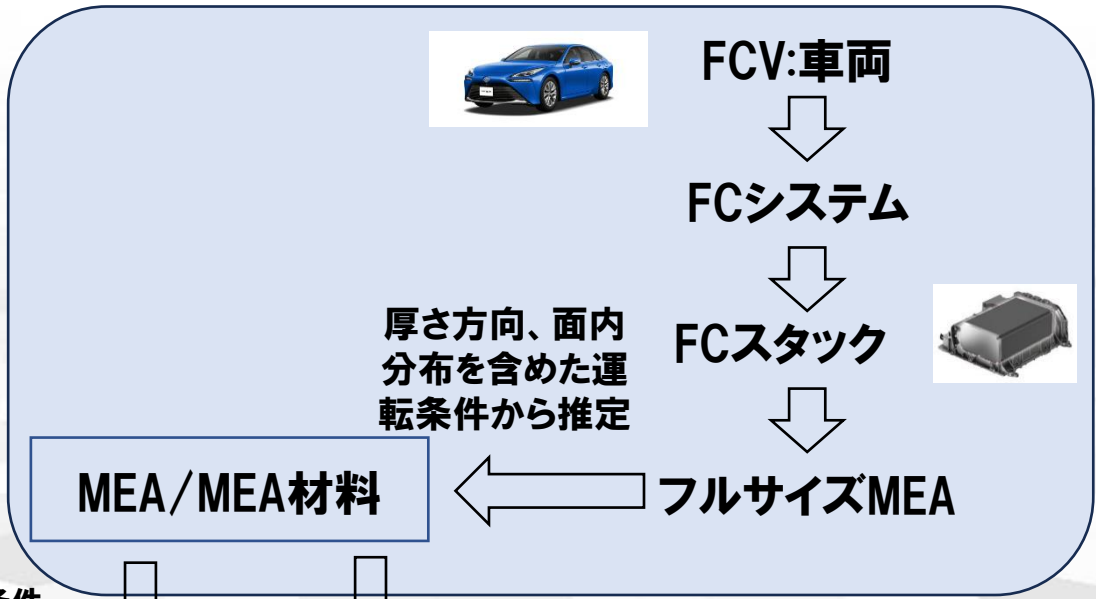 FCV:車両
FCシステム
厚さ方向、面内
分布を含めた運
転条件から推定
FCスタック
MEA/MEA材料
フルサイズMEA